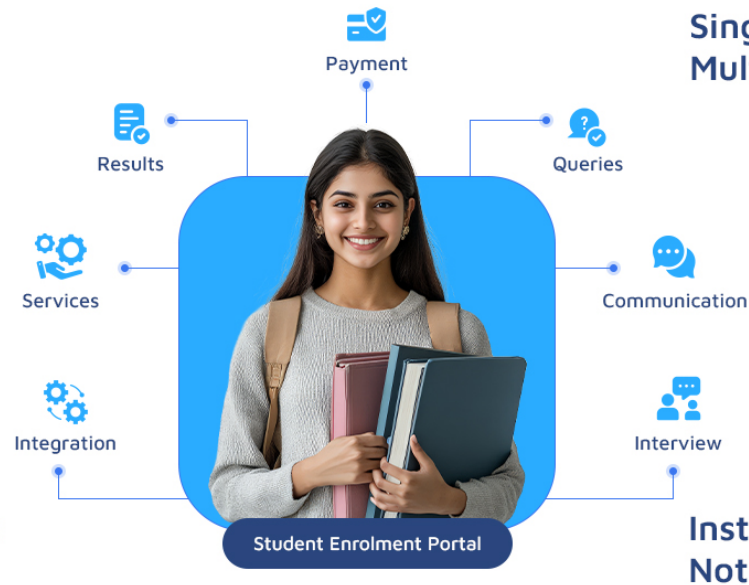 Sing
Mul
Payment
Results
Queries
Services
Communication
Integration
Interview
Student Enrolment Portal
Inst
Not